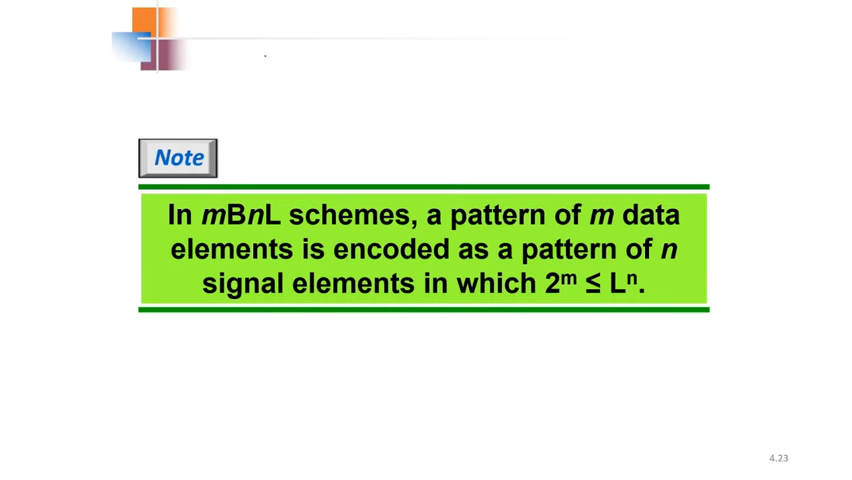 Note
In mBnL schemes, a pattern of m data
elements is encoded as a pattern of n
signal elements in which 2ᵐ ≤ Lⁿ.
4.23